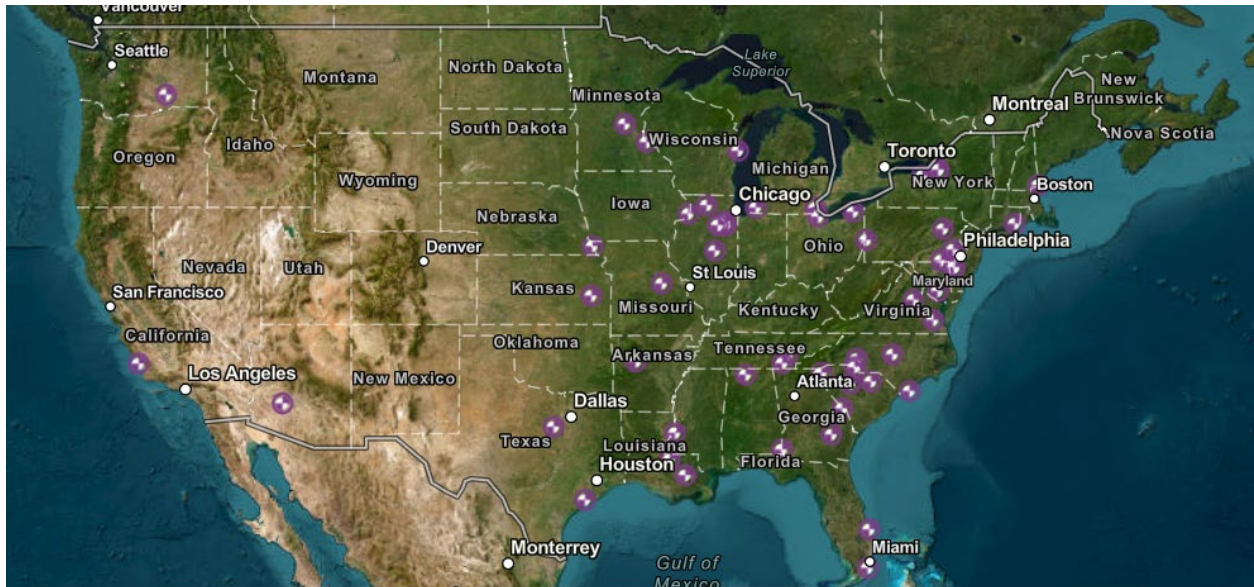 Vancouver
Seattle
Montana
North Dakota
Minnesota
Lake
Superior
New
Brunswick
Montreal
Nova Scotia
South Dakota
Wisconsin
Oregon
Idaho
Michigan
Toronto
New York
Boston
Wyoming
Iowa
Chicago
Nebraska
Ohio
Philadelphia
Denver
Nevada
Utah
St Louis
Maryland
San Francisco
Kansas
Missouri
Kentucky
Virginia
California
Oklahoma
Arkansas
Tennessee
Los Angeles
New Mexico
Atlanta
Dallas
Georgia
Texas
Louisiana
Florida
Houston
Monterrey
Miami
Gulf of
Mexico